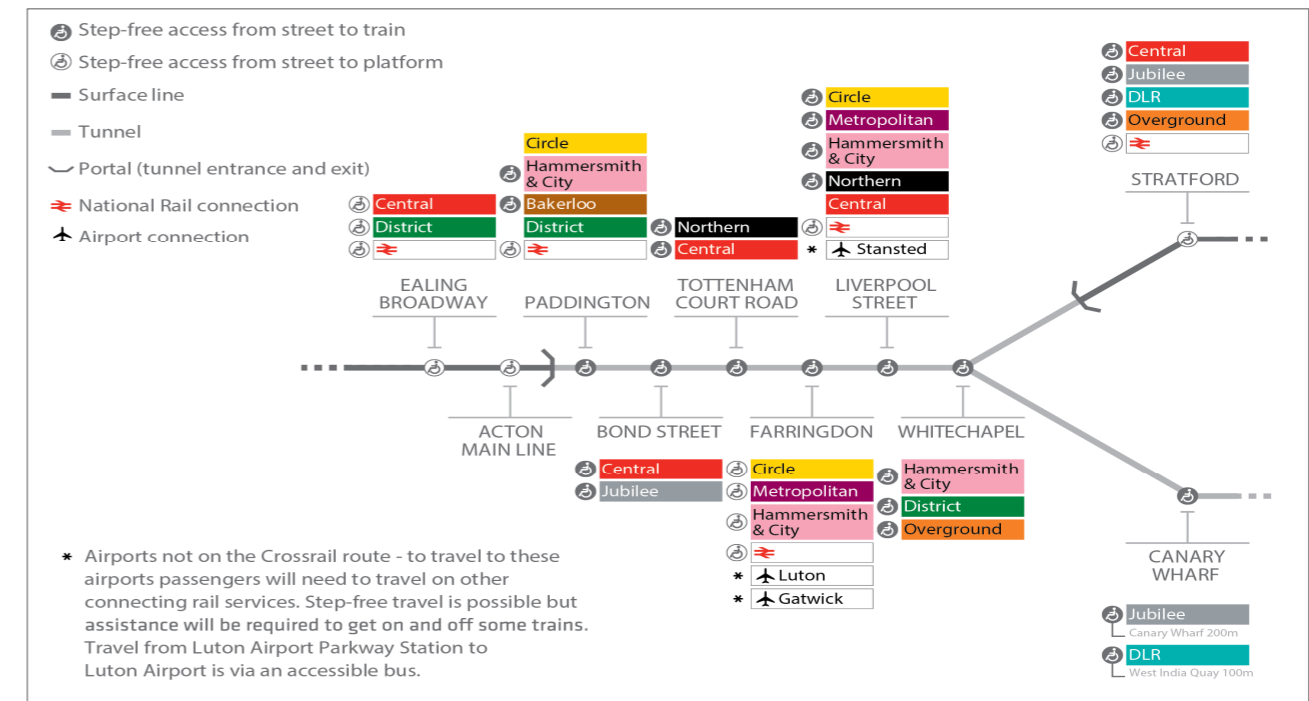 Step-free access from street to train
Step-free access from street to platform
Surface line
Tunnel
Portal (tunnel entrance and exit)
National Rail connection
Airport connection
Central
District
EALING
BROADWAY
Circle
Hammersmith
& City
Bakerloo
District
PADDINGTON
Northern
Central
TOTTENHAM
COURT ROAD
Circle
Metropolitan
Hammersmith
& City
Northern
Central
* Stansted
LIVERPOOL
STREET
Central
Jubilee
DLR
Overground
STRATFORD
ACTON
MAIN LINE
BOND STREET
Central
Jubilee
FARRINGDON
Circle
Metropolitan
Hammersmith
& City
* Luton
* Gatwick
WHITECHAPEL
Hammersmith
& City
District
Overground
CANARY
WHARF
Jubilee
Canary Wharf 200m
DLR
West India Quay 100m
* Airports not on the Crossrail route - to travel to these
airports passengers will need to travel on other
connecting rail services. Step-free travel is possible but
assistance will be required to get on and off some trains.
Travel from Luton Airport Parkway Station to
Luton Airport is via an accessible bus.